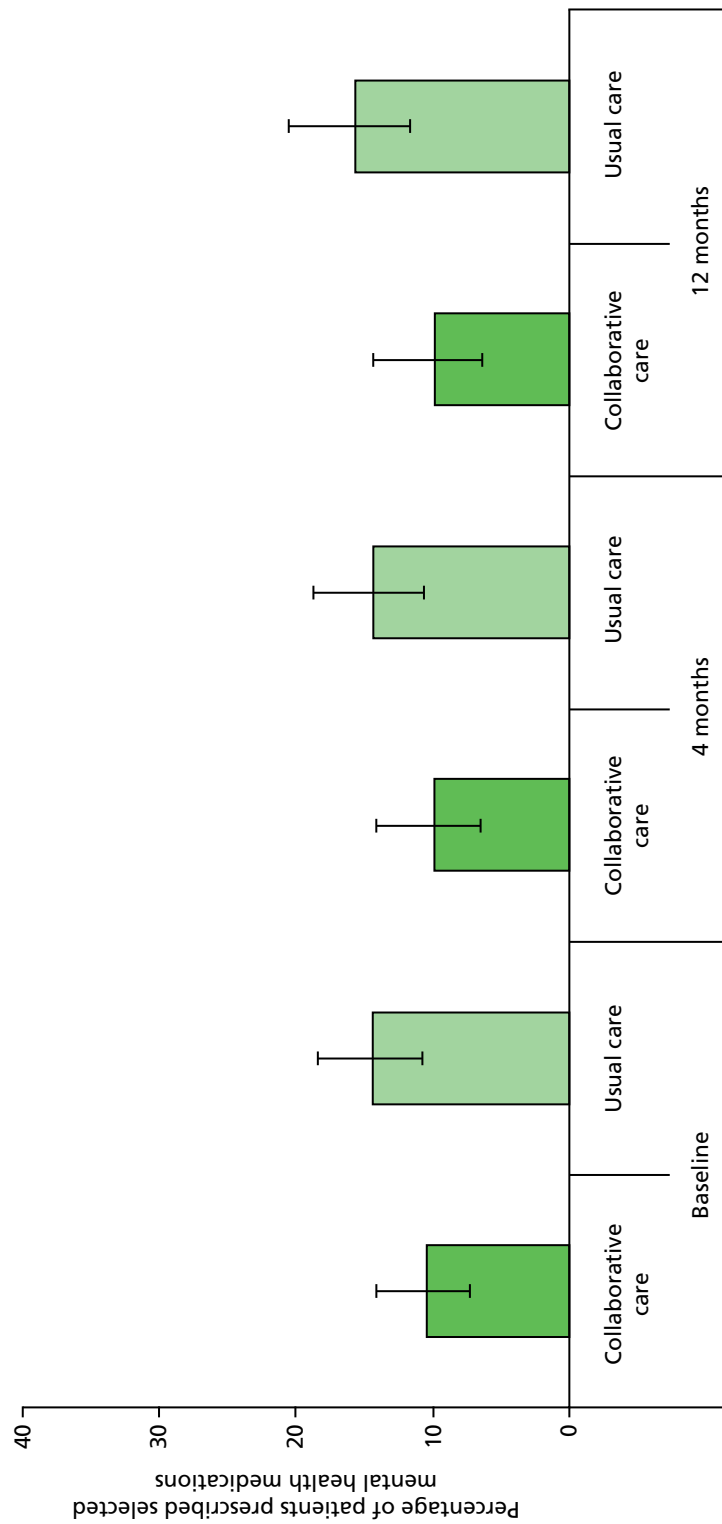 Percentage of patients prescribed selected
mental health medications
40
30
20
10
0
Collaborative
care
Usual care
Collaborative
care
Usual care
Collaborative
care
Usual care
Baseline
4 months
12 months